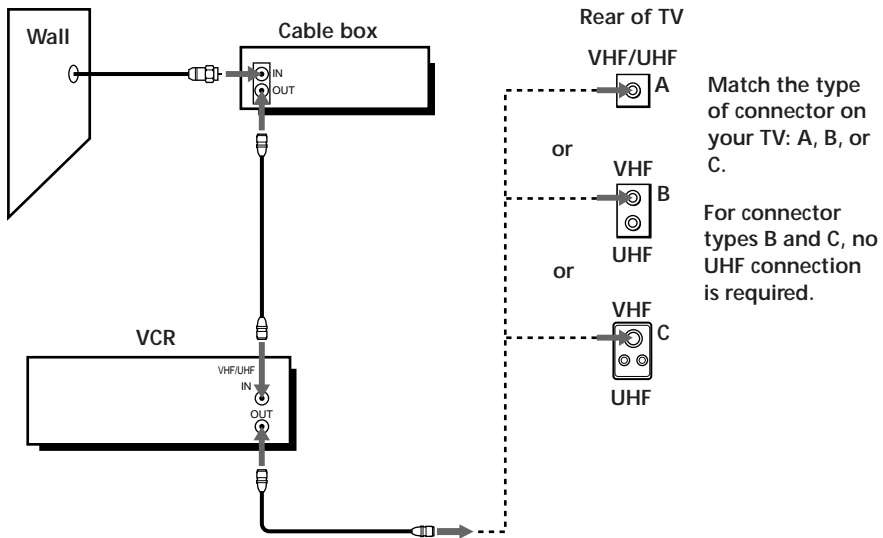 Wall
Cable box
IN
OUT
VCR
VHF/UHF
IN
OUT
Rear of TV
VHF/UHF
A
or
VHF
B
UHF
or
VHF
C
UHF
Match the type
of connector on
your TV: A, B, or
C.
For connector
types B and C, no
UHF connection
is required.